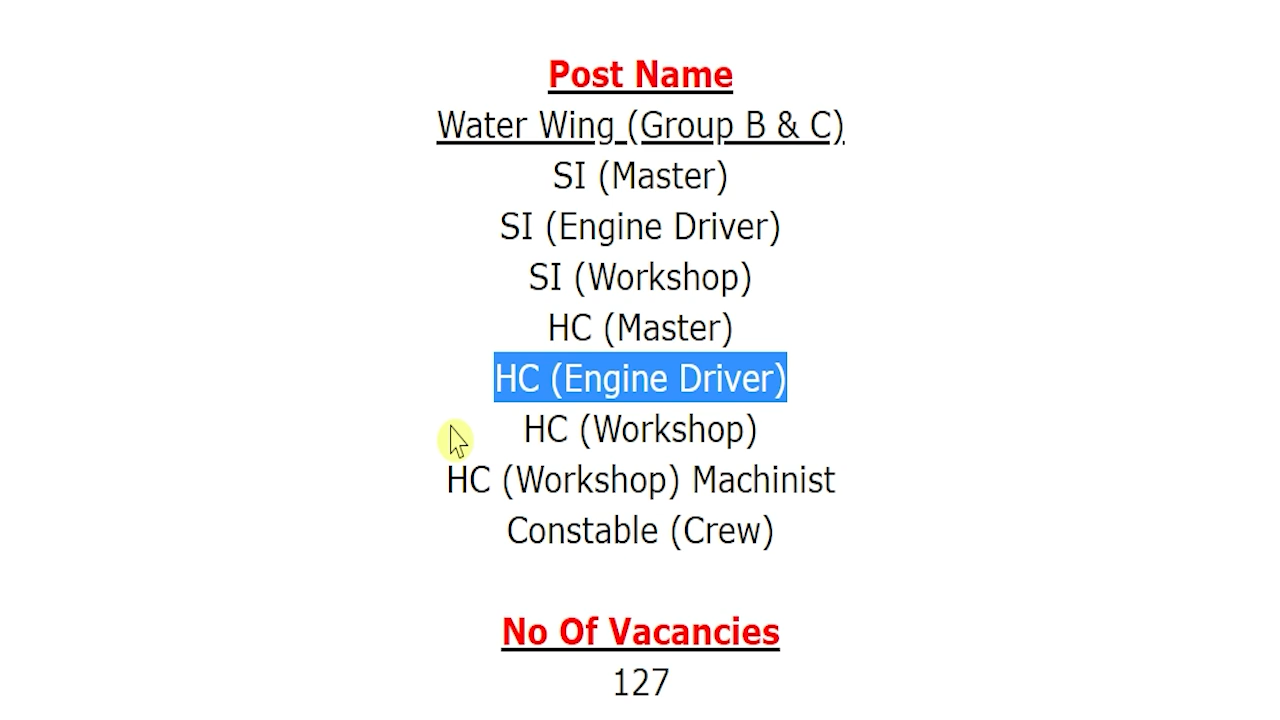 Post Name
Water Wing (Group B & C)
SI (Master)
SI (Engine Driver)
SI (Workshop)
HC (Master)
HC (Engine Driver)
HC (Workshop)
HC (Workshop) Machinist
Constable (Crew)
No Of Vacancies
127